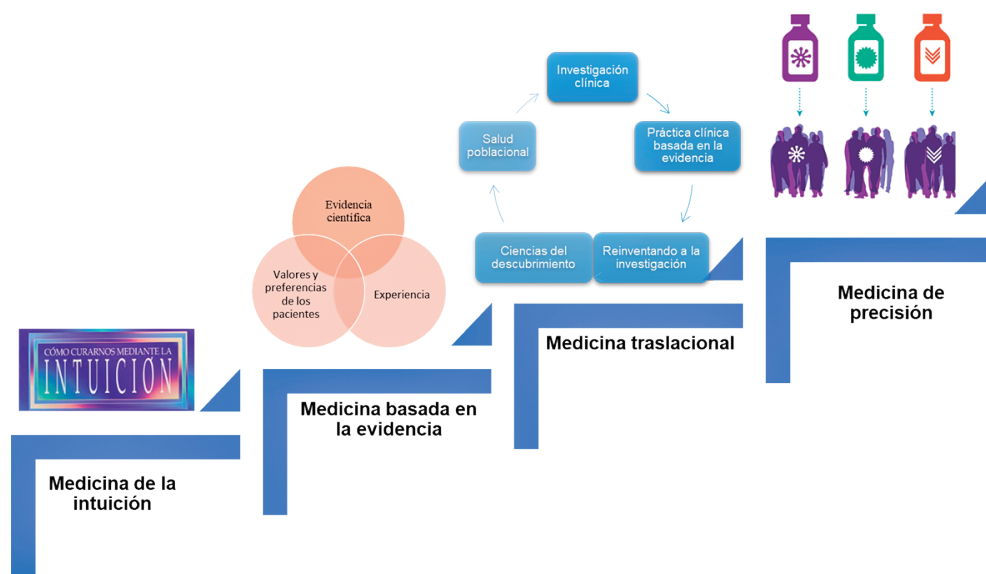 CÓMO CURARNOS MEDIANTE LA
INTUICIÓN
Medicina de la
intuición
Evidencia
científica
Valores y
preferencias
de los
pacientes
Experiencia
Medicina basada en
la evidencia
Investigación
clínica
Práctica clínica
basada en la
evidencia
Reinventando a la
investigación
Ciencias del
descubrimiento
Salud
poblacional
Medicina traslacional
Medicina de
precisión